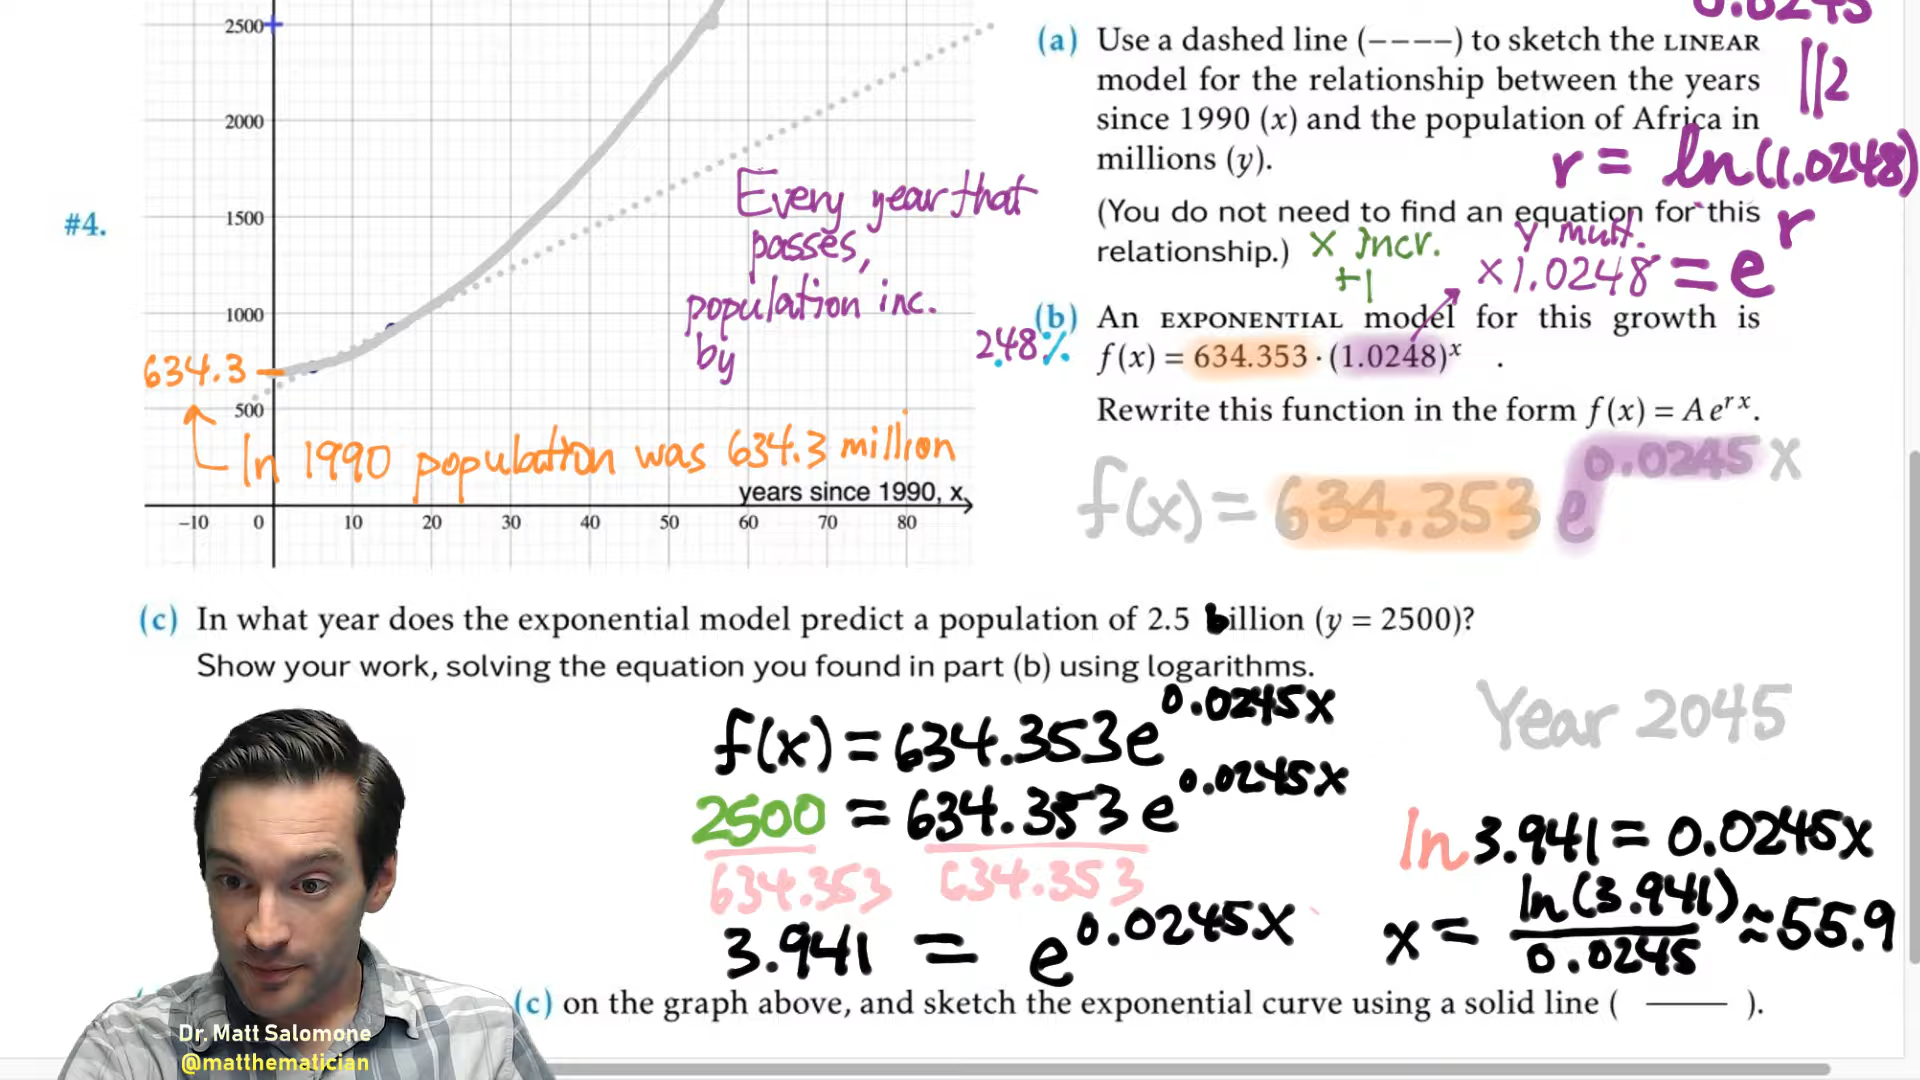 0.0245
2500
(a) Use a dashed line (----) to sketch the LINEAR
model for the relationship between the years
since 1990 (x) and the population of Africa in
millions (y).
(You do not need to find an equation for this
relationship.)
||2
r = ln(1.0248)
x incr.
+1
y mult.
×1.0248 = e^r
2000
1500
1000
500
#4.
Every year that
passes,
population inc.
by
2.48%
634.3
In 1990 population was 634.3 million
years since 1990, x
−10 0 10 20 30 40 50 60 70 80
(b) An EXPONENTIAL model for this growth is
f(x) = 634.353 · (1.0248)^x .
Rewrite this function in the form f(x) = A e^{rx}.
f(x) = 634.353 e^{0.0245x}
(c) In what year does the exponential model predict a population of 2.5 billion (y = 2500)?
Show your work, solving the equation you found in part (b) using logarithms.
f(x) = 634.353e^{0.0245x}
2500 = 634.353e^{0.0245x}
634.353 634.353
3.941 = e^{0.0245x}
Year 2045
ln 3.941 = 0.0245x
x = ln(3.941) / 0.0245 ≈ 55.9
(c) on the graph above, and sketch the exponential curve using a solid line ( —— ).
Dr. Matt Salomone
@matthematician